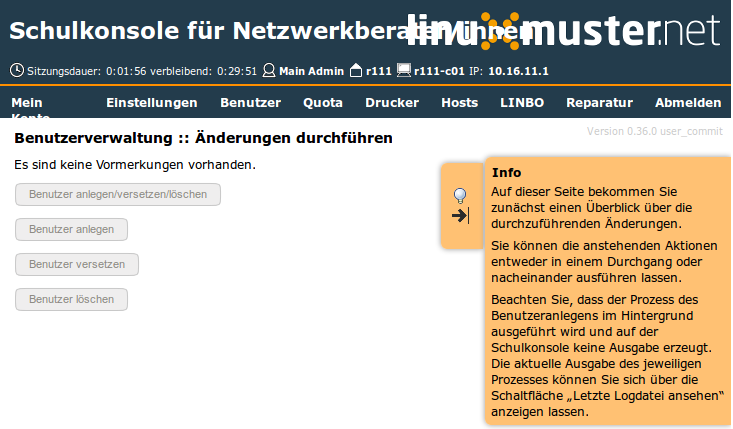 Schulkonsole für Netzwerkberater/innen
linuxmuster.net
Sitzungsdauer: 0:01:56 verbleibend: 0:29:51 Main Admin r111 r111-c01 IP: 10.16.11.1
Mein Konto Einstellungen Benutzer Quota Drucker Hosts LINBO Reparatur Abmelden
Version 0.36.0 user_commit
Benutzerverwaltung :: Änderungen durchführen
Es sind keine Vormerkungen vorhanden.
Benutzer anlegen/versetzen/löschen
Benutzer anlegen
Benutzer versetzen
Benutzer löschen
Info
Auf dieser Seite bekommen Sie
zunächst einen Überblick über die
durchzuführenden Änderungen.
Sie können die anstehenden Aktionen
entweder in einem Durchgang oder
nacheinander ausführen lassen.
Beachten Sie, dass der Prozess des
Benutzeranlegens im Hintergrund
ausgeführt wird und auf der
Schulkonsole keine Ausgabe erzeugt.
Die aktuelle Ausgabe des jeweiligen
Prozesses können Sie sich über die
Schaltfläche „Letzte Logdatei ansehen“
anzeigen lassen.